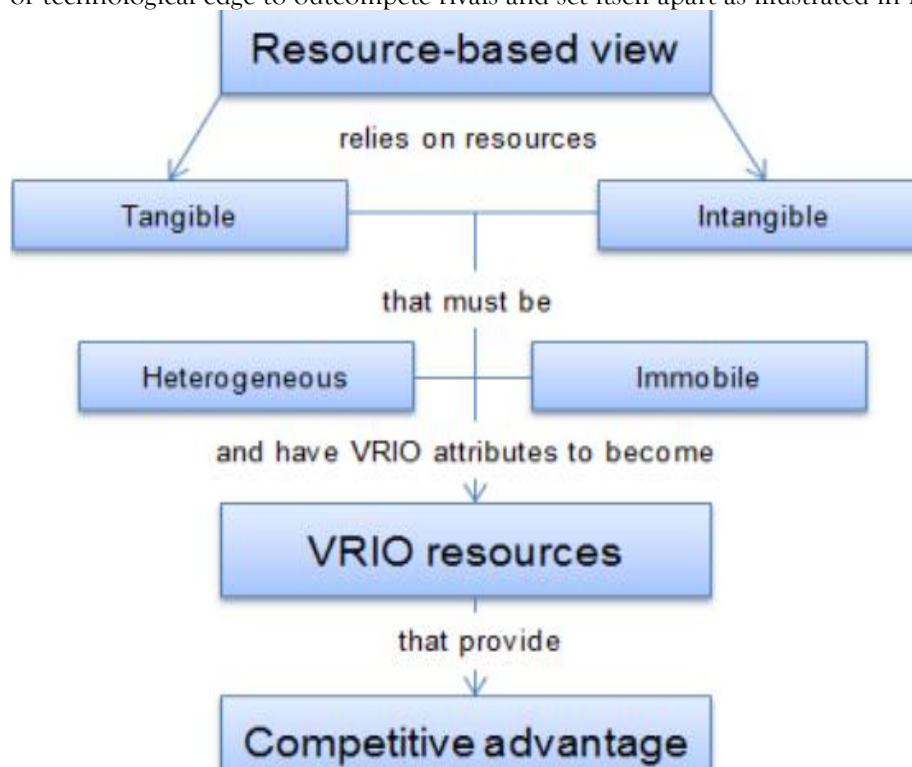 or technological edge to outcompete rivals and set itself apart as illustrated in
Resource-based view
relies on resources
Tangible
Intangible
that must be
Heterogeneous
Immobile
and have VRIO attributes to become
VRIO resources
that provide
Competitive advantage